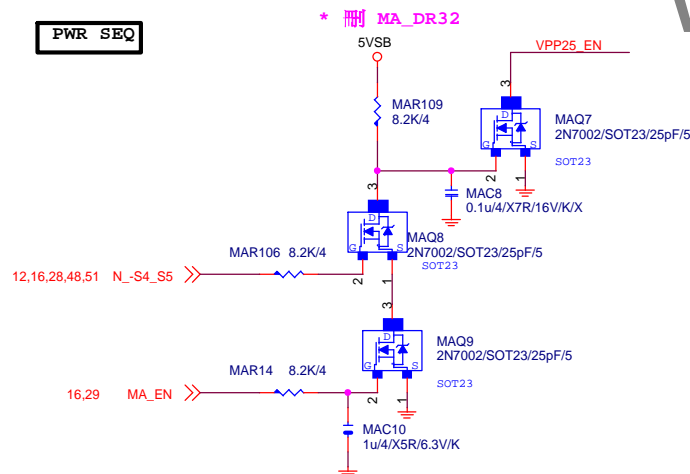 * 刪 MA_DR32
PWR SEQ
5VSB
VPP25_EN
3
MAR109
8.2K/4
D
G
S
MAQ7
2N7002/SOT23/25pF/5
SOT23
2
1
3
MAC8
0.1u/4/X7R/16V/K/X
D
G
S
MAQ8
2N7002/SOT23/25pF/5
SOT23
MAR106 8.2K/4
12,16,28,48,51 N_-S4_S5
2
1
3
D
G
S
MAQ9
2N7002/SOT23/25pF/5
SOT23
MAR14 8.2K/4
16,29 MA_EN
2
1
MAC10
1u/4/X5R/6.3V/K